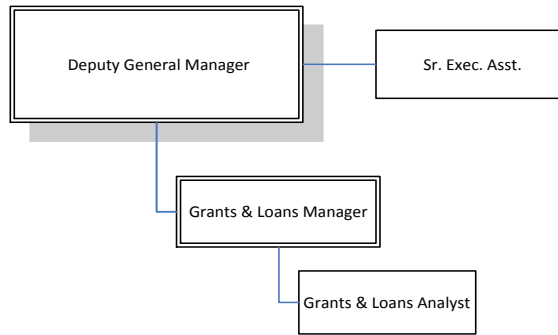 Deputy General Manager
Sr. Exec. Asst.
Grants & Loans Manager
Grants & Loans Analyst